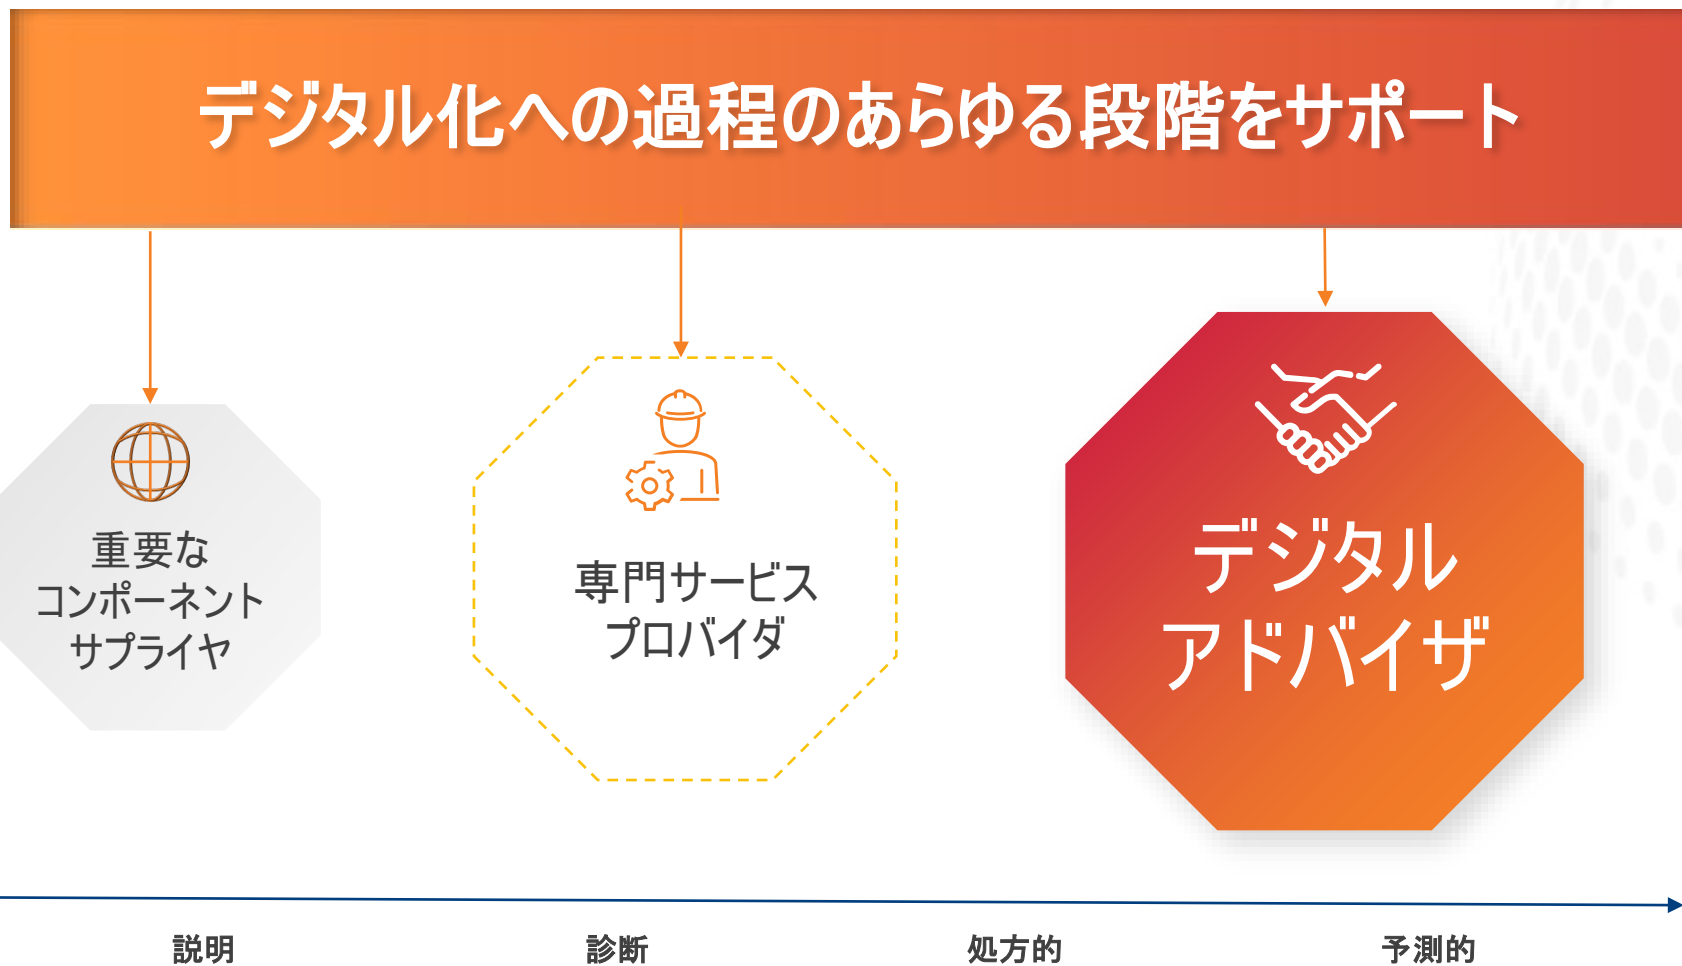 デジタル化への過程のあらゆる段階をサポート
重要な
コンポーネント
サプライヤ
専門サービス
プロバイダ
デジタル
アドバイザ
説明
診断
処方的
予測的